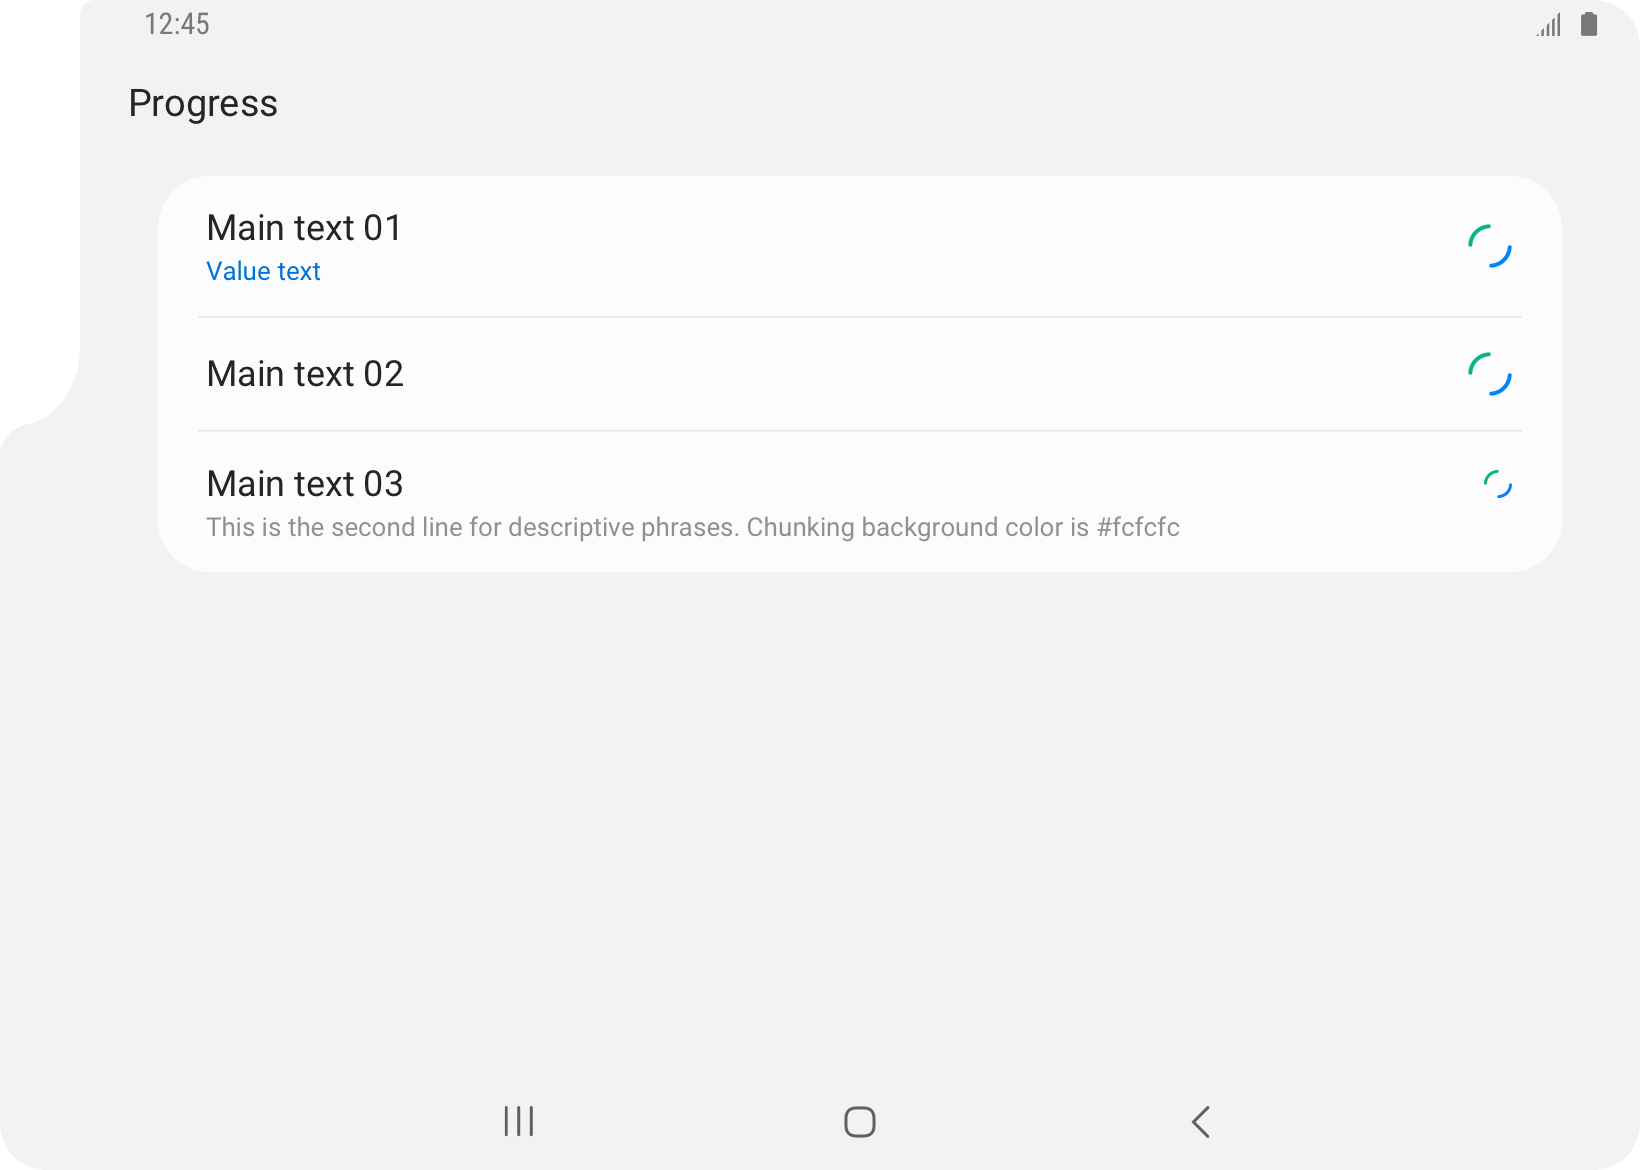 12:45
Progress
Main text 01
Value text
Main text 02
Main text 03
This is the second line for descriptive phrases. Chunking background color is #fcfcfc